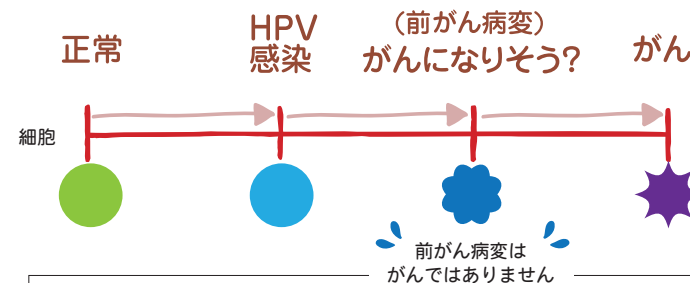 正常
HPV
感染
（前がん病変）
がんになりそう？
がん
細胞
前がん病変は
がんではありません